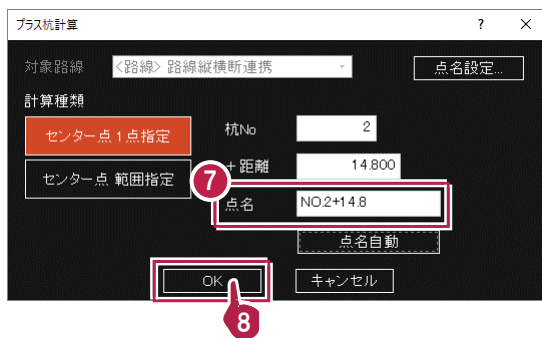 プラス杭計算 ? ×
対象路線 <路線> 路線縦横断連携 点名設定...
計算種類
センター点1点指定 杭No 2
センター点 範囲指定 + 距離 14.800
7 点名 NO.2+14.8
点名自動
OK キャンセル
8